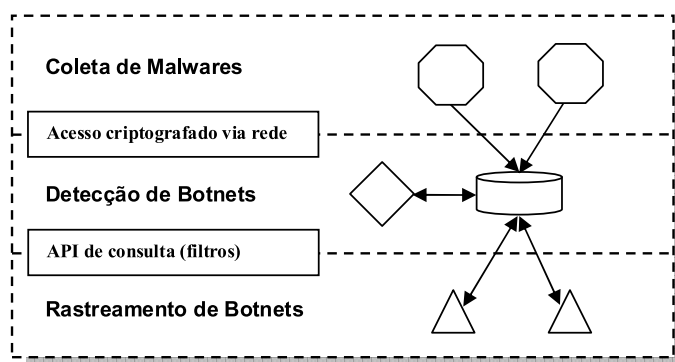 Coleta de Malwares
Acesso criptografado via rede
Detecção de Botnets
API de consulta (filtros)
Rastreamento de Botnets